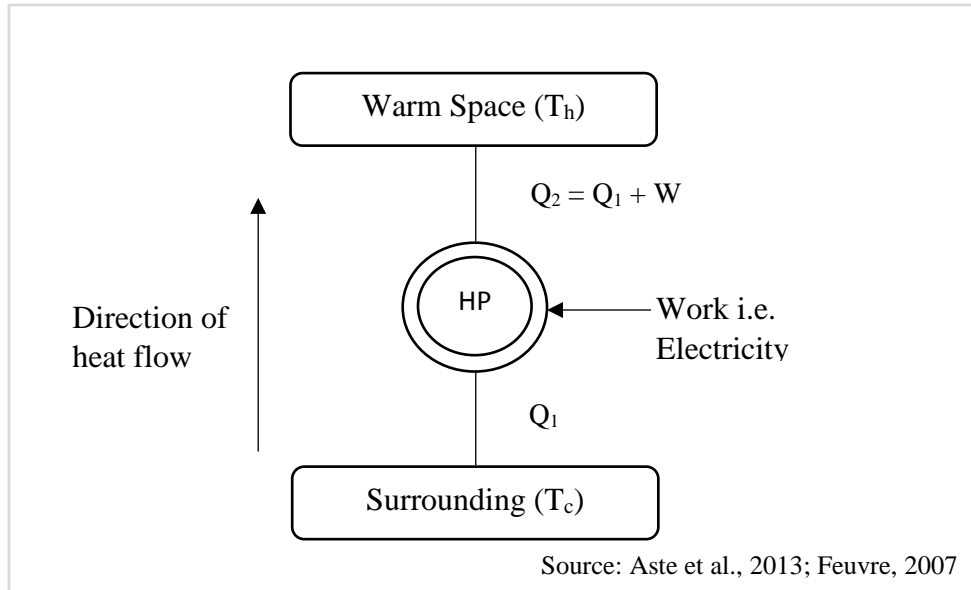 Warm Space (Tₕ)
Q₂ = Q₁ + W
HP
Direction of
heat flow
Work i.e.
Electricity
Q₁
Surrounding (T꜀)
Source: Aste et al., 2013; Feuvre, 2007